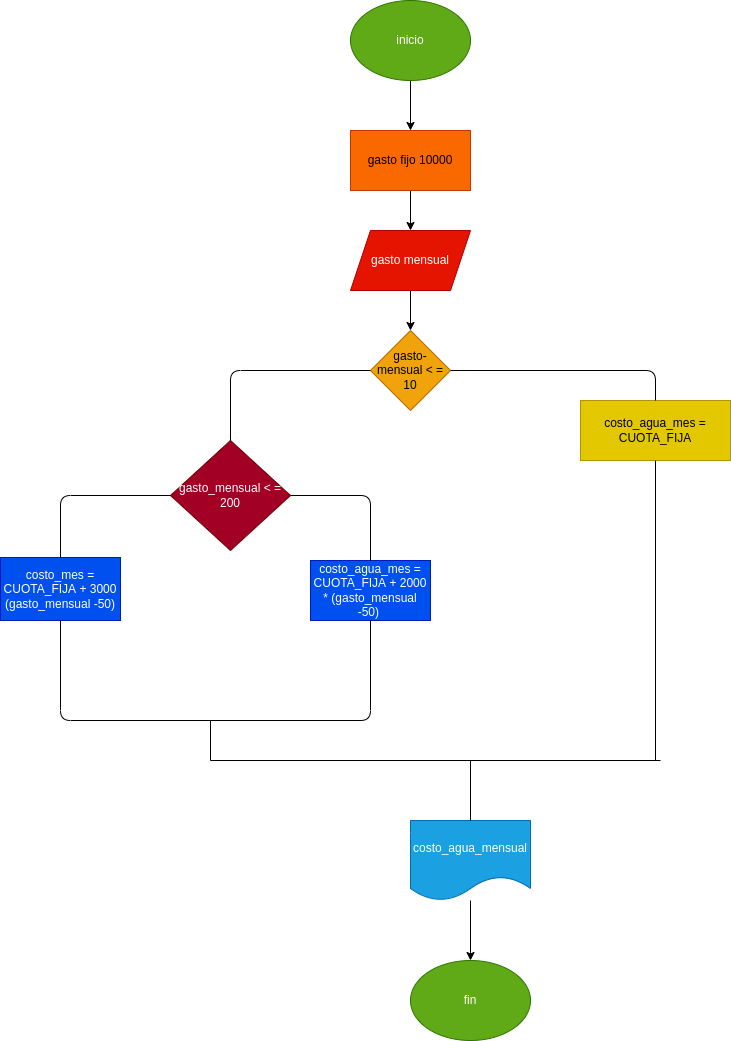 inicio
gasto fijo 10000
gasto mensual
gasto-
mensual < =
10
costo_agua_mes =
CUOTA_FIJA
gasto_mensual < =
200
costo_mes =
CUOTA_FIJA + 3000
(gasto_mensual -50)
costo_agua_mes =
CUOTA_FIJA + 2000
* (gasto_mensual
-50)
costo_agua_mensual
fin